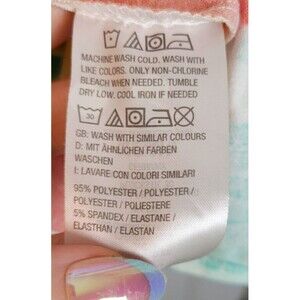 MACHINE WASH COLD. WASH WITH
LIKE COLORS. ONLY NON-CHLORINE
BLEACH WHEN NEEDED. TUMBLE
DRY LOW. COOL IRON IF NEEDED
30
GB: WASH WITH SIMILAR COLOURS
D: MIT ÄHNLICHEN FARBEN
WASCHEN
I: LAVARE CON COLORI SIMILARI
95% POLYESTER / POLYESTER /
POLYESTER / POLIESTERE
5% SPANDEX / ELASTANE /
ELASTHAN / ELASTAN